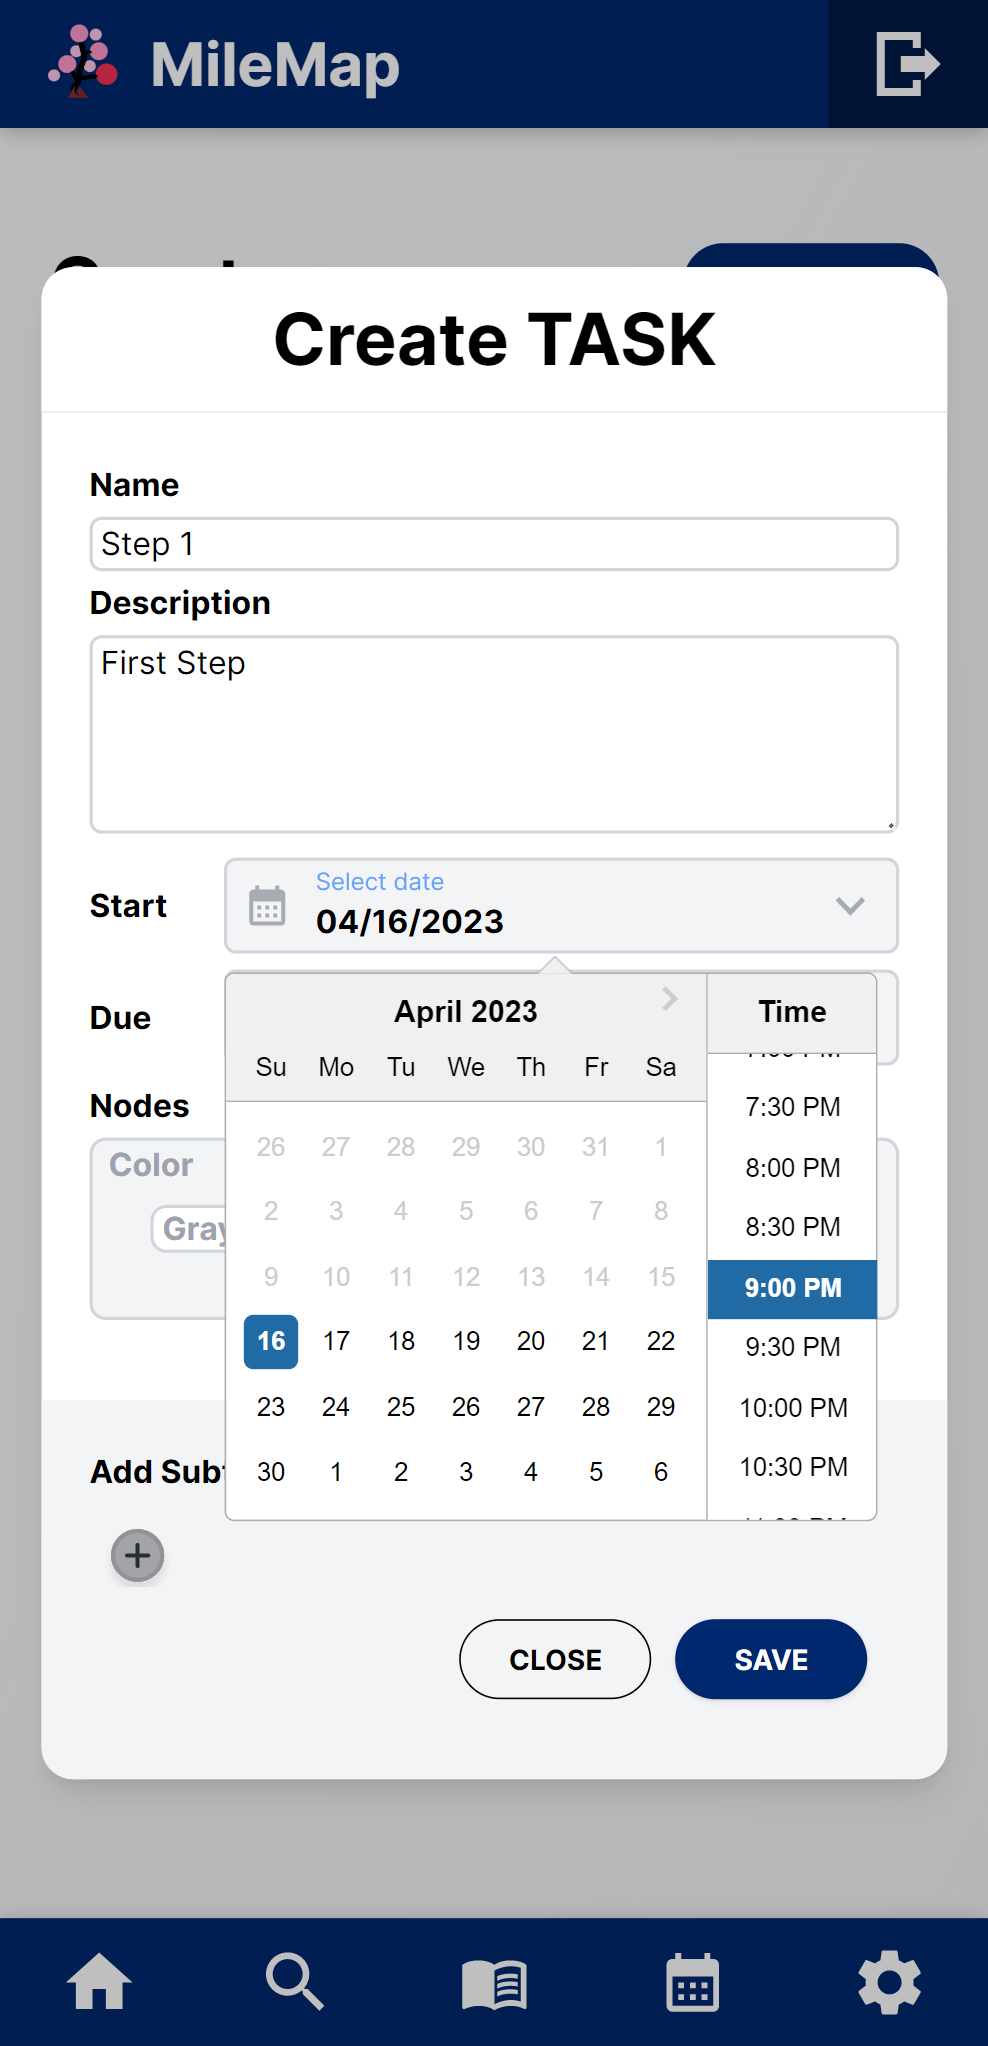 MileMap
Create TASK
Name
Step 1
Description
First Step
Start
Select date
04/16/2023
Due
April 2023
Time
Su Mo Tu We Th Fr Sa
26 27 28 29 30 31 1
2 3 4 5 6 7 8
9 10 11 12 13 14 15
16 17 18 19 20 21 22
23 24 25 26 27 28 29
30 1 2 3 4 5 6
7:30 PM
8:00 PM
8:30 PM
9:00 PM
9:30 PM
10:00 PM
10:30 PM
Nodes
Color
Gray
Add
CLOSE
SAVE